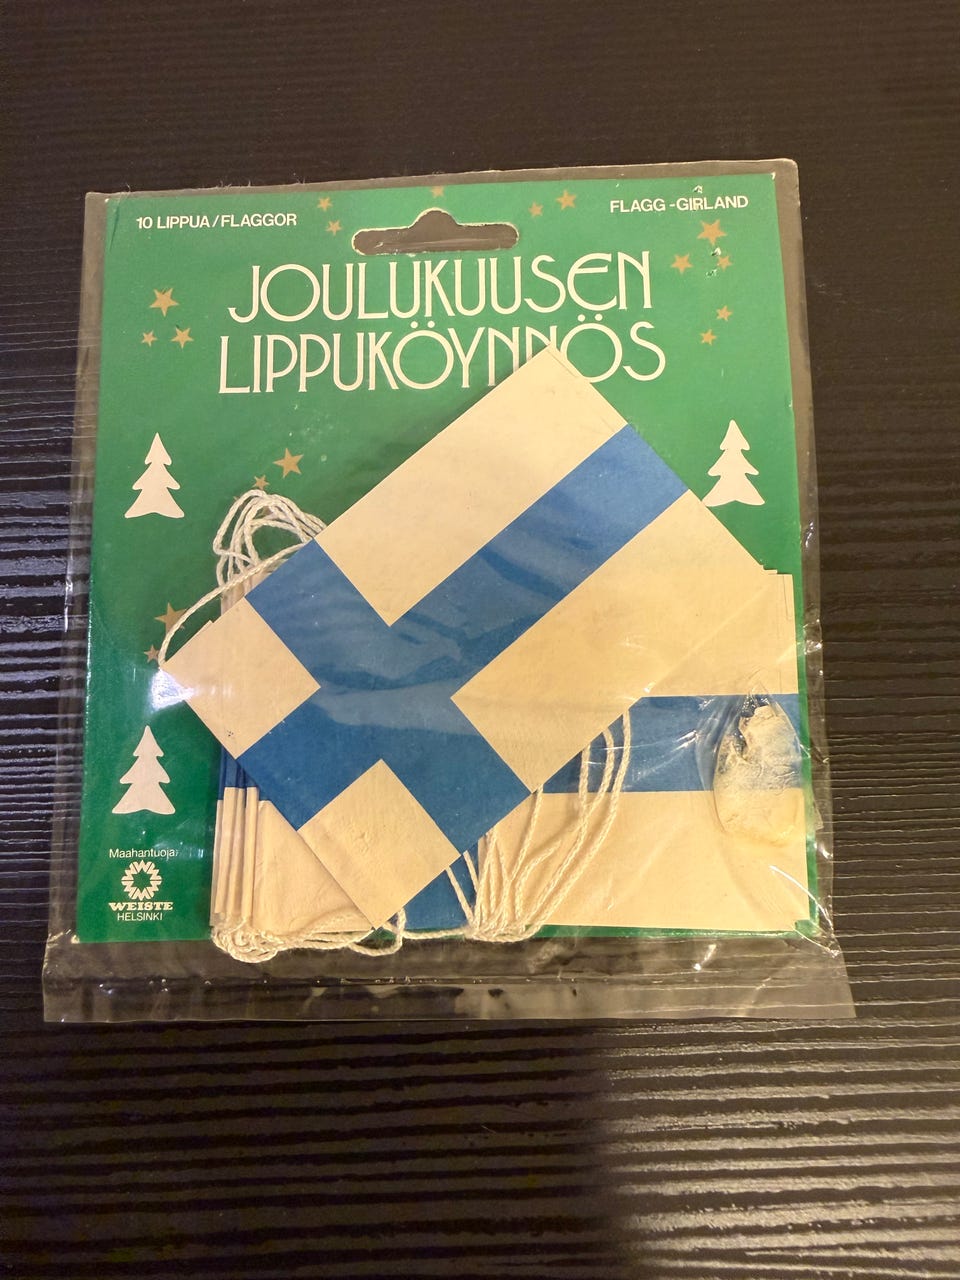 10 LIPPUA/FLAGGOR
FLAGG-GIRLAND
JOULUKUUSEN
LIPPUKÖYNNÖS
Maahantuoja:
WEISTE
HELSINKI